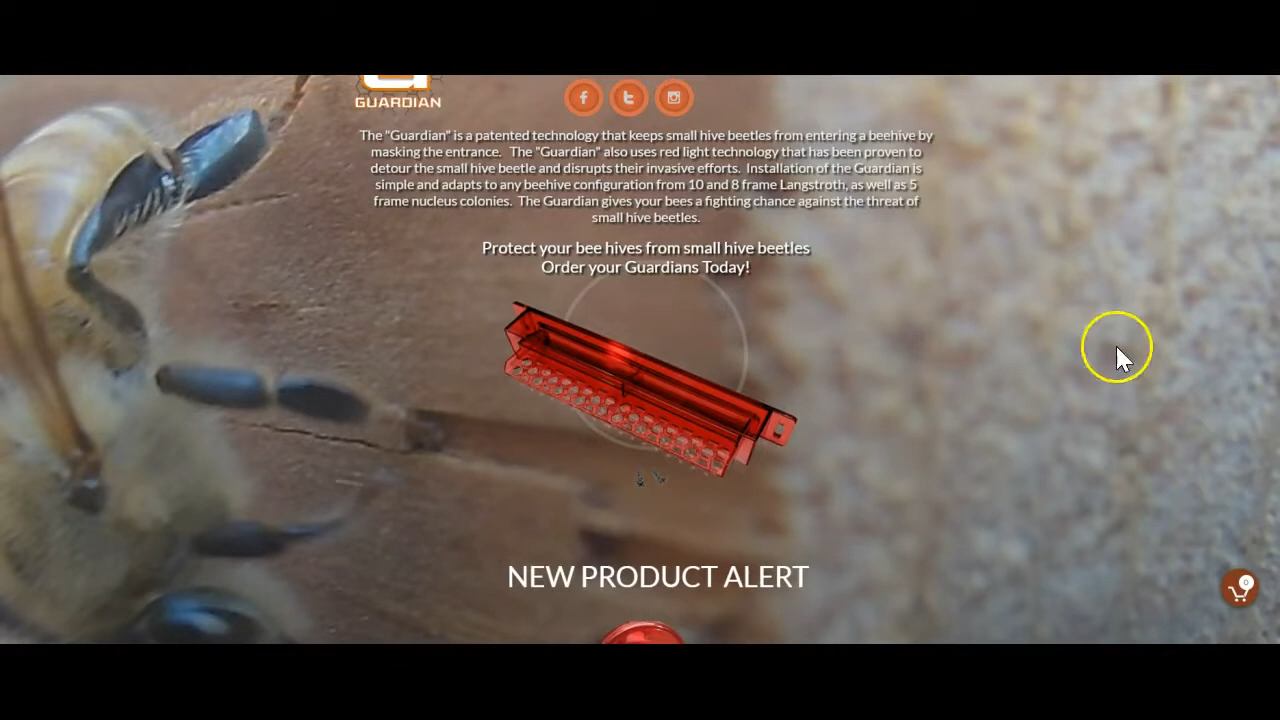 GUARDIAN
The "Guardian" is a patented technology that keeps small hive beetles from entering a beehive by
masking the entrance. The "Guardian" also uses red light technology that has been proven to
detour the small hive beetle and disrupts their invasive efforts. Installation of the Guardian is
simple and adapts to any beehive configuration from 10 and 8 frame Langstroth, as well as 5
frame nucleus colonies. The Guardian gives your bees a fighting chance against the threat of
small hive beetles.
Protect your bee hives from small hive beetles
Order your Guardians Today!
NEW PRODUCT ALERT
0